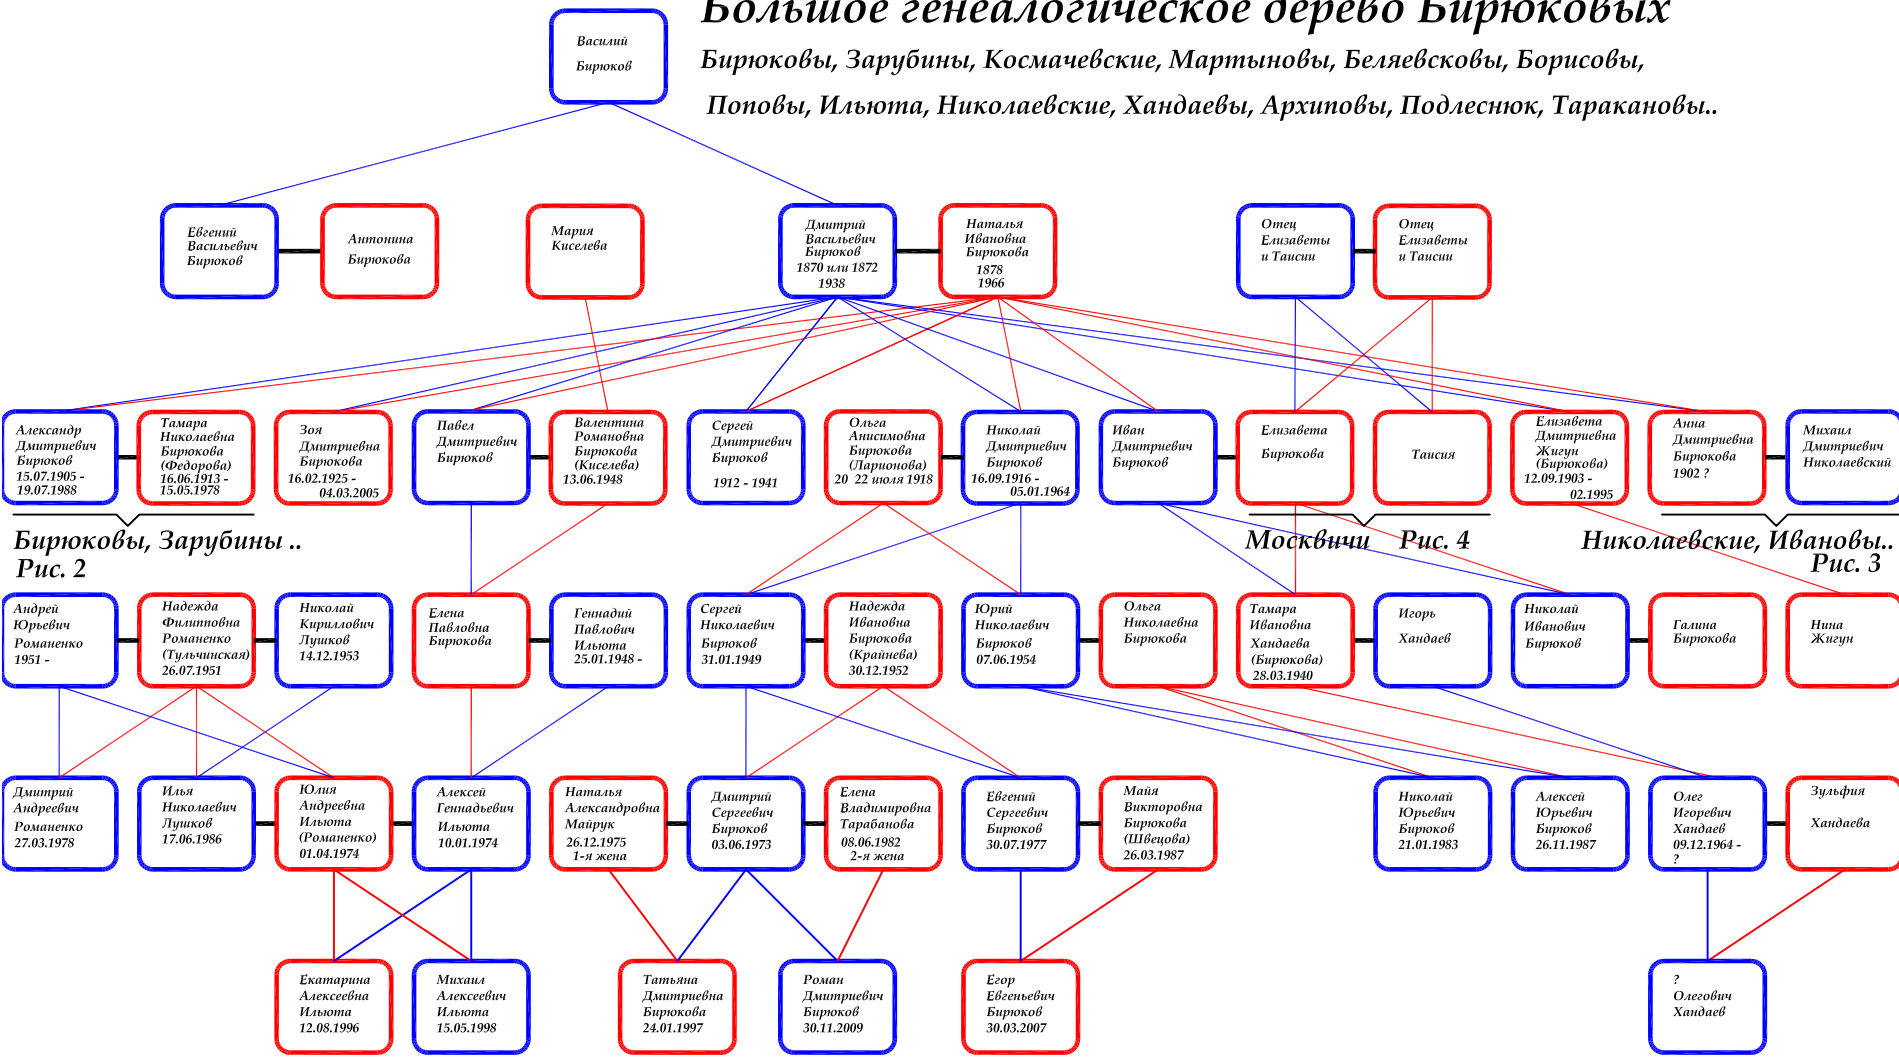 Большое генеалогическое дерево Бирюковых
Бирюковы, Зарубины, Космачевские, Мартыновы, Беляевсковы, Борисовы,
Поповы, Ильюта, Николаевские, Хандаевы, Архиповы, Подлеснюк, Таракановы..
Василий
Бирюков
Евгений
Васильевич
Бирюков
Антонина
Бирюкова
Мария
Киселева
Дмитрий
Васильевич
Бирюков
1870 или 1872
1938
Наталья
Ивановна
Бирюкова
1878
1966
Отец
Елизаветы
и Таисии
Отец
Елизаветы
и Таисии
Александр
Дмитриевич
Бирюков
15.07.1905 -
19.07.1988
Тамара
Николаевна
Бирюкова
(Федорова)
16.06.1913 -
15.05.1978
Зоя
Дмитриевна
Бирюкова
16.02.1925 -
04.03.2005
Павел
Дмитриевич
Бирюков
Валентина
Романовна
Бирюкова
(Киселева)
13.06.1948
Сергей
Дмитриевич
Бирюков
1912 - 1941
Ольга
Анисимовна
Бирюкова
(Ларионова)
20 22 июля 1918
Николай
Дмитриевич
Бирюков
16.09.1916 -
05.01.1964
Иван
Дмитриевич
Бирюков
Елизавета
Бирюкова
Таисия
Елизавета
Дмитриевна
Жигун
(Бирюкова)
12.09.1903 -
02.1995
Анна
Дмитриевна
Бирюкова
1902 ?
Михаил
Дмитриевич
Николаевский
Бирюковы, Зарубины ..
Рис. 2
Москвичи Рис. 4
Николаевские, Ивановы..
Рис. 3
Андрей
Юрьевич
Романенко
1951 -
Надежда
Филипповна
Романенко
(Тульчинская)
26.07.1951
Николай
Кириллович
Лушков
14.12.1953
Елена
Павловна
Бирюкова
Геннадий
Павлович
Ильюта
25.01.1948 -
Сергей
Николаевич
Бирюков
31.01.1949
Надежда
Ивановна
Бирюкова
(Крайнева)
30.12.1952
Юрий
Николаевич
Бирюков
07.06.1954
Ольга
Николаевна
Бирюкова
Тамара
Ивановна
Хандаева
(Бирюкова)
28.03.1940
Игорь
Хандаев
Николай
Иванович
Бирюков
Галина
Бирюкова
Нина
Жигун
Дмитрий
Андреевич
Романенко
27.03.1978
Илья
Николаевич
Лушков
17.06.1986
Юлия
Андреевна
Ильюта
(Романенко)
01.04.1974
Алексей
Геннадьевич
Ильюта
10.01.1974
Наталья
Александровна
Майрук
26.12.1975
1-я жена
Дмитрий
Сергеевич
Бирюков
03.06.1973
Елена
Владимировна
Тарабанова
08.06.1982
2-я жена
Евгений
Сергеевич
Бирюков
30.07.1977
Майя
Викторовна
Бирюкова
(Швецова)
26.03.1987
Николай
Юрьевич
Бирюков
21.01.1983
Алексей
Юрьевич
Бирюков
26.11.1987
Олег
Игоревич
Хандаев
09.12.1964 -
?
Зульфия
Хандаева
Екатарина
Алексеевна
Ильюта
12.08.1996
Михаил
Алексеевич
Ильюта
15.05.1998
Татьяна
Дмитриевна
Бирюкова
24.01.1997
Роман
Дмитриевич
Бирюков
30.11.2009
Егор
Евгеньевич
Бирюков
30.03.2007
?
Олегович
Хандаев